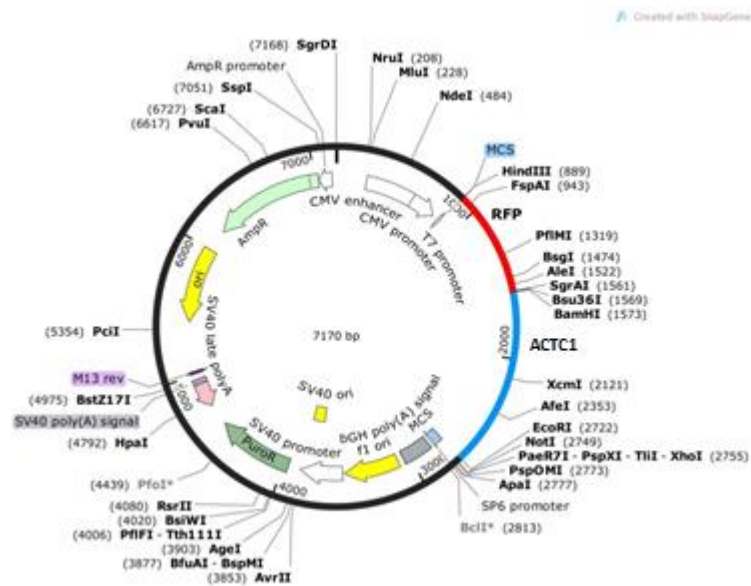 Created with SnapGene
(7168) SgrDI
AmpR promoter
(7051) SspI
(6727) ScaI
(6617) PvuI
NruI (208)
MluI (228)
NdeI (484)
MCS
HindIII (889)
FspAI (943)
RFP
PflMI (1319)
BsgI (1474)
AleI (1522)
SgrAI (1561)
Bsu36I (1569)
BamHI (1573)
ACTC1
XcmI (2121)
AfeI (2353)
EcoRI (2722)
NotI (2749)
PaeR7I - PspXI - TliI - XhoI (2755)
PspOMI (2773)
ApaI (2777)
SP6 promoter
BclI* (2813)
7000
CMV enhancer
CMV promoter
T7 promoter
AmpR
6000
ori
2000
7170 bp
(5354) PciI
SV40 late polyA
M13 rev
(4975) BstZ17I
SV40 poly(A) signal
(4792) HpaI
SV40 ori
SV40 promoter
bGH poly(A) signal
f1 ori
MCS
PuroR
4000
(4439) PfoI*
(4080) RsrII
(4020) BsiWI
(4006) PflFI - Tth111I
(3903) AgeI
(3877) BfuAI - BspMI
(3853) AvrII